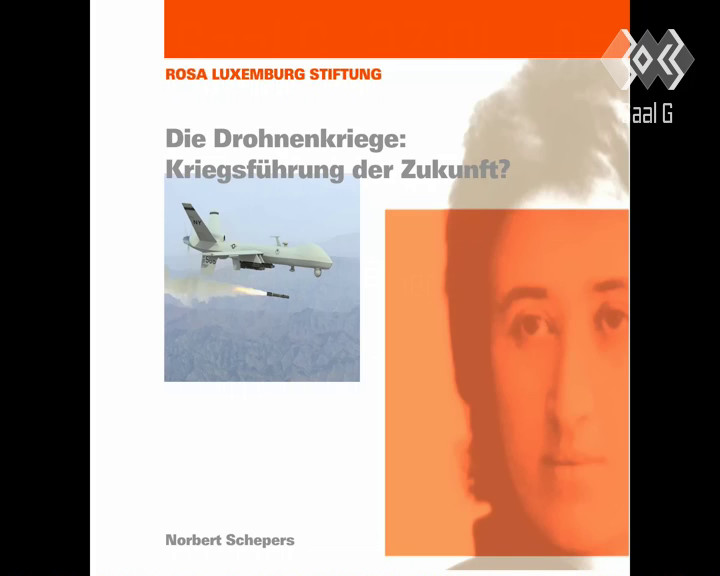 ROSA LUXEMBURG STIFTUNG
aal G
Die Drohnenkriege:
Kriegsführung der Zukunft?
Norbert Schepers